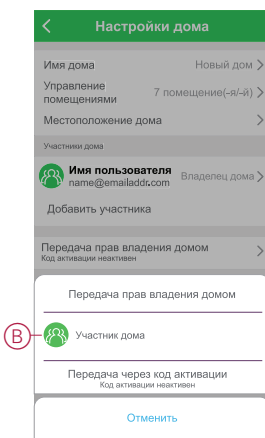 Настройки дома
Имя дома Новый дом
Управление
помещениями 7 помещение(-я/-й)
Местоположение дома
Участники дома
Имя пользователя
name@emailaddr.com Владелец дома
Добавить участника
Передача прав владения домом
Код активации неактивен
Передача прав владения домом
B
Участник дома
Передача через код активации
Код активации неактивен
Отменить